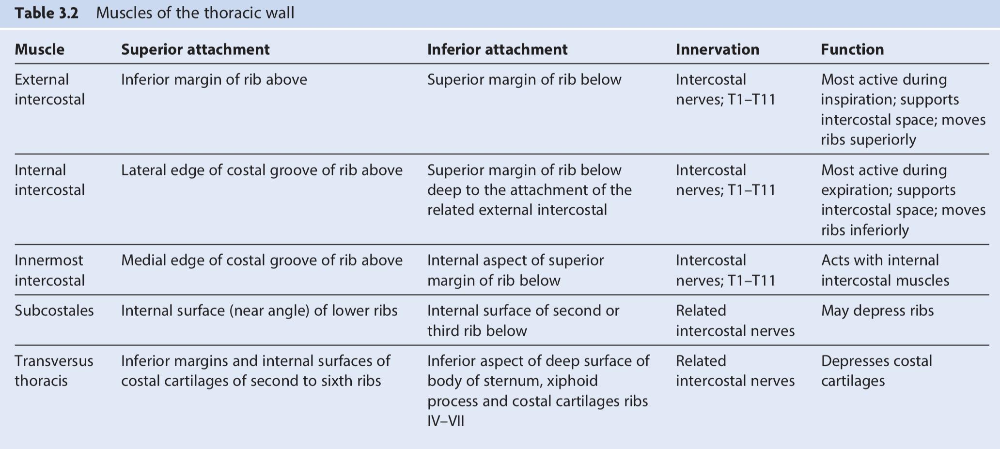 Table 3.2 Muscles of the thoracic wall
Muscle Superior attachment Inferior attachment Innervation Function
External Inferior margin of rib above Superior margin of rib below Intercostal Most active during
intercostal nerves; T1–T11 inspiration; supports
intercostal space; moves
ribs superiorly
Internal Lateral edge of costal groove of rib above Superior margin of rib below Intercostal Most active during
intercostal deep to the attachment of the nerves; T1–T11 expiration; supports
related external intercostal intercostal space; moves
ribs inferiorly
Innermost Medial edge of costal groove of rib above Internal aspect of superior Intercostal Acts with internal
intercostal margin of rib below nerves; T1–T11 intercostal muscles
Subcostales Internal surface (near angle) of lower ribs Internal surface of second or Related May depress ribs
third rib below intercostal nerves
Transversus Inferior margins and internal surfaces of Inferior aspect of deep surface of Related Depresses costal
thoracis costal cartilages of second to sixth ribs body of sternum, xiphoid intercostal nerves cartilages
process and costal cartilages ribs
IV–VII